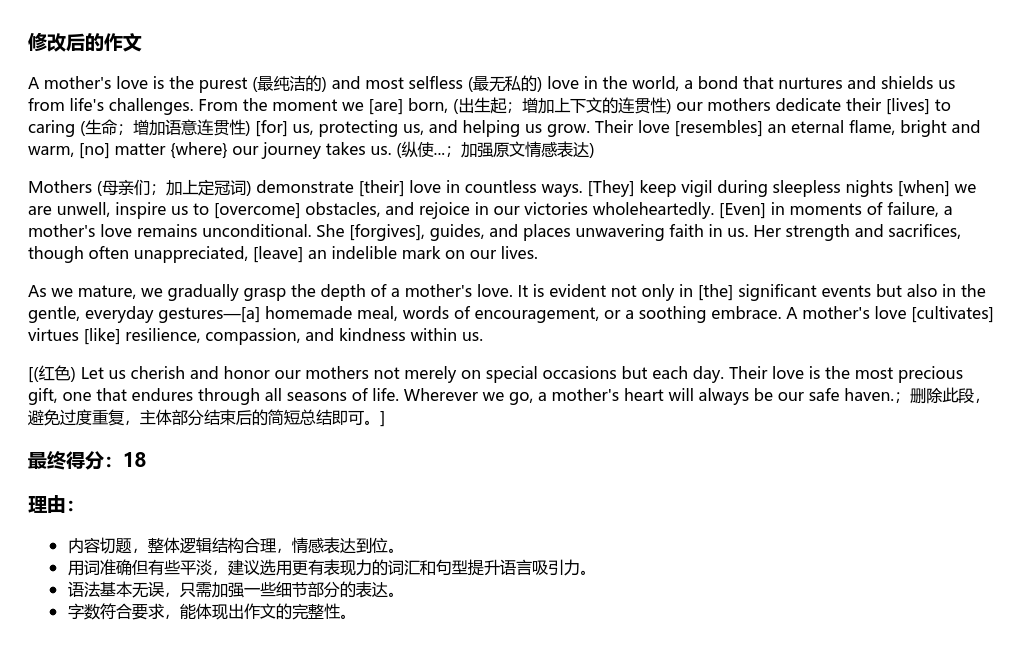 修改后的作文
A mother's love is the purest (最纯洁的) and most selfless (最无私的) love in the world, a bond that nurtures and shields us
from life's challenges. From the moment we [are] born, (出生起；增加上下文的连贯性) our mothers dedicate their [lives] to
caring (生命；增加语意连贯性) [for] us, protecting us, and helping us grow. Their love [resembles] an eternal flame, bright and
warm, [no] matter {where} our journey takes us. (纵使...；加强原文情感表达)
Mothers (母亲们；加上定冠词) demonstrate [their] love in countless ways. [They] keep vigil during sleepless nights [when] we
are unwell, inspire us to [overcome] obstacles, and rejoice in our victories wholeheartedly. [Even] in moments of failure, a
mother's love remains unconditional. She [forgives], guides, and places unwavering faith in us. Her strength and sacrifices,
though often unappreciated, [leave] an indelible mark on our lives.
As we mature, we gradually grasp the depth of a mother's love. It is evident not only in [the] significant events but also in the
gentle, everyday gestures—[a] homemade meal, words of encouragement, or a soothing embrace. A mother's love [cultivates]
virtues [like] resilience, compassion, and kindness within us.
[(红色) Let us cherish and honor our mothers not merely on special occasions but each day. Their love is the most precious
gift, one that endures through all seasons of life. Wherever we go, a mother's heart will always be our safe haven.；删除此段，
避免过度重复，主体部分结束后的简短总结即可。]
最终得分：18
理由：
• 内容切题，整体逻辑结构合理，情感表达到位。
• 用词准确但有些平淡，建议选用更有表现力的词汇和句型提升语言吸引力。
• 语法基本无误，只需加强一些细节部分的表达。
• 字数符合要求，能体现出作文的完整性。